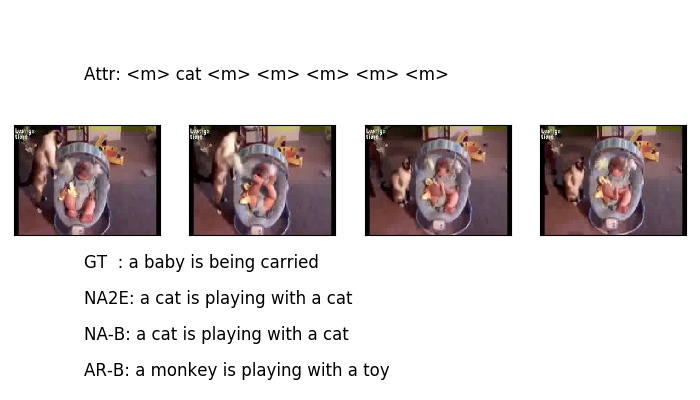 Attr: <m> cat <m> <m> <m> <m> <m>
GT : a baby is being carried
NA2E: a cat is playing with a cat
NA-B: a cat is playing with a cat
AR-B: a monkey is playing with a toy